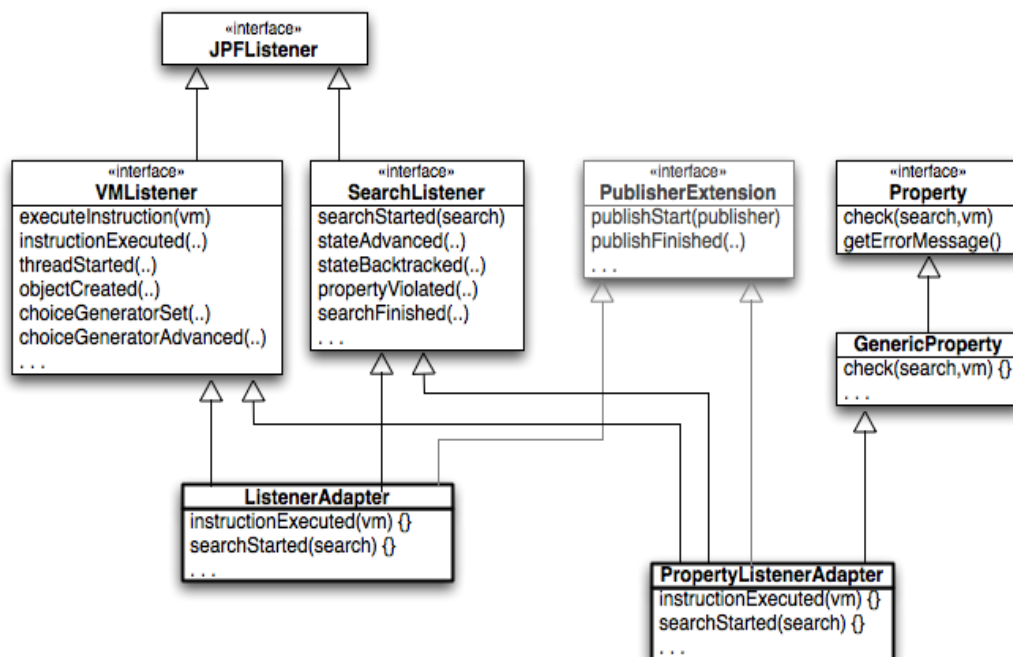 «interface»
JPFListener
«interface»
VMListener
executeInstruction(vm)
instructionExecuted(..)
threadStarted(..)
objectCreated(..)
choiceGeneratorSet(..)
choiceGeneratorAdvanced(..)
. . .
«interface»
SearchListener
searchStarted(search)
stateAdvanced(..)
stateBacktracked(..)
propertyViolated(..)
searchFinished(..)
. . .
«interface»
PublisherExtension
publishStart(publisher)
publishFinished(..)
. . .
«interface»
Property
check(search,vm)
getErrorMessage()
GenericProperty
check(search,vm) {}
. . .
ListenerAdapter
instructionExecuted(vm) {}
searchStarted(search) {}
. . .
PropertyListenerAdapter
instructionExecuted(vm) {}
searchStarted(search) {}
. . .